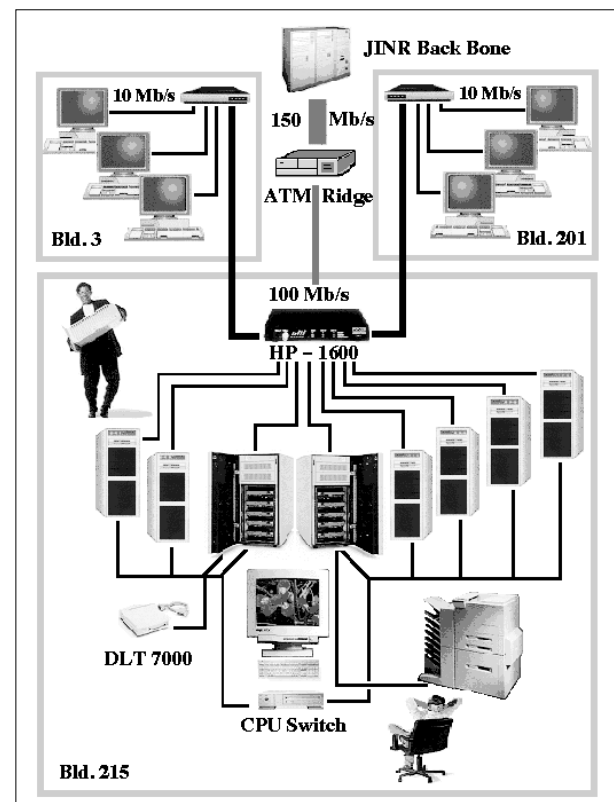 JINR Back Bone
10 Mb/s
10 Mb/s
150 Mb/s
ATM Ridge
Bld. 3
Bld. 201
100 Mb/s
HP – 1600
DLT 7000
CPU Switch
Bld. 215